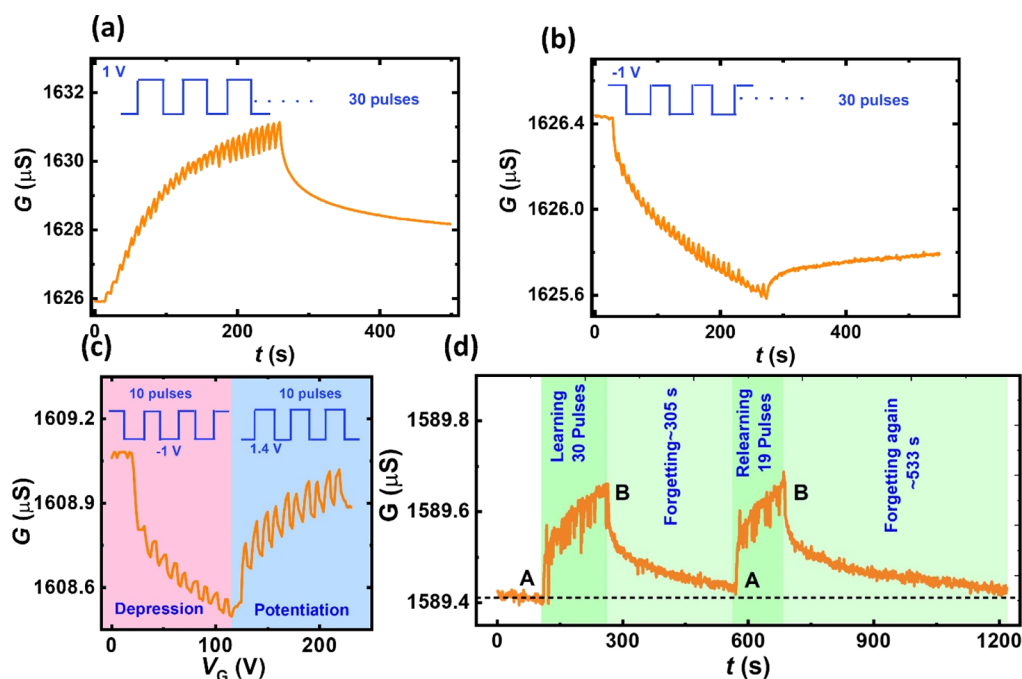 (a)
1 V
30 pulses
1632
1630
1628
1626
G (μS)
0
200
400
t (s)
(b)
-1 V
30 pulses
1626.4
1626.0
1625.6
G (μS)
0
200
400
t (s)
(c)
10 pulses
10 pulses
-1 V
1.4 V
1609.2
1608.9
1608.6
G (μS)
Depression
Potentiation
0
100
200
VG (V)
(d)
1589.8
1589.6
1589.4
G (μS)
Learning
30 Pulses
Forgetting~305 s
Relearning
19 Pulses
Forgetting again
~533 s
A
B
A
B
0
300
600
900
1200
t (s)